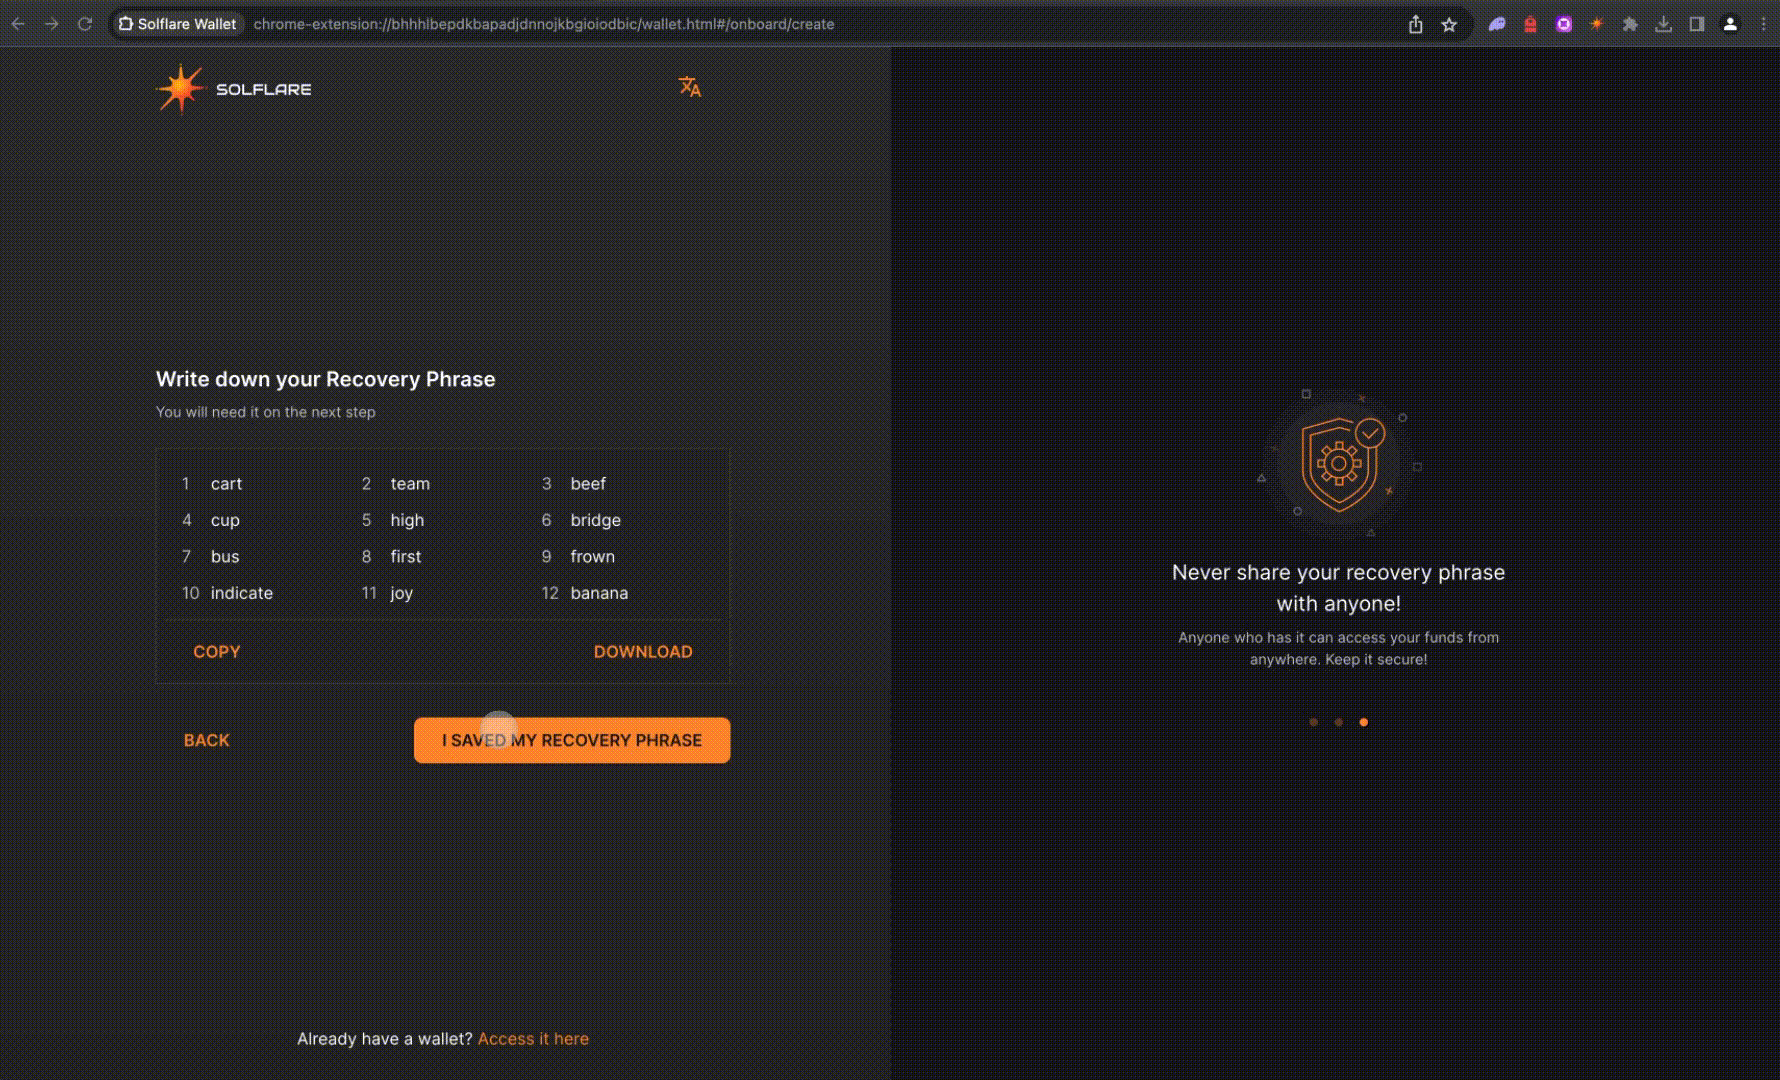 Solflare Wallet chrome-extension://bhhhlbepdkbapadjdnnojkbgioiodbic/wallet.html#/onboard/create
SOLFLARE
Write down your Recovery Phrase
You will need it on the next step
1 cart 2 team 3 beef
4 cup 5 high 6 bridge
7 bus 8 first 9 frown
10 indicate 11 joy 12 banana
COPY DOWNLOAD
BACK I SAVED MY RECOVERY PHRASE
Already have a wallet? Access it here
Never share your recovery phrase
with anyone!
Anyone who has it can access your funds from
anywhere. Keep it secure!